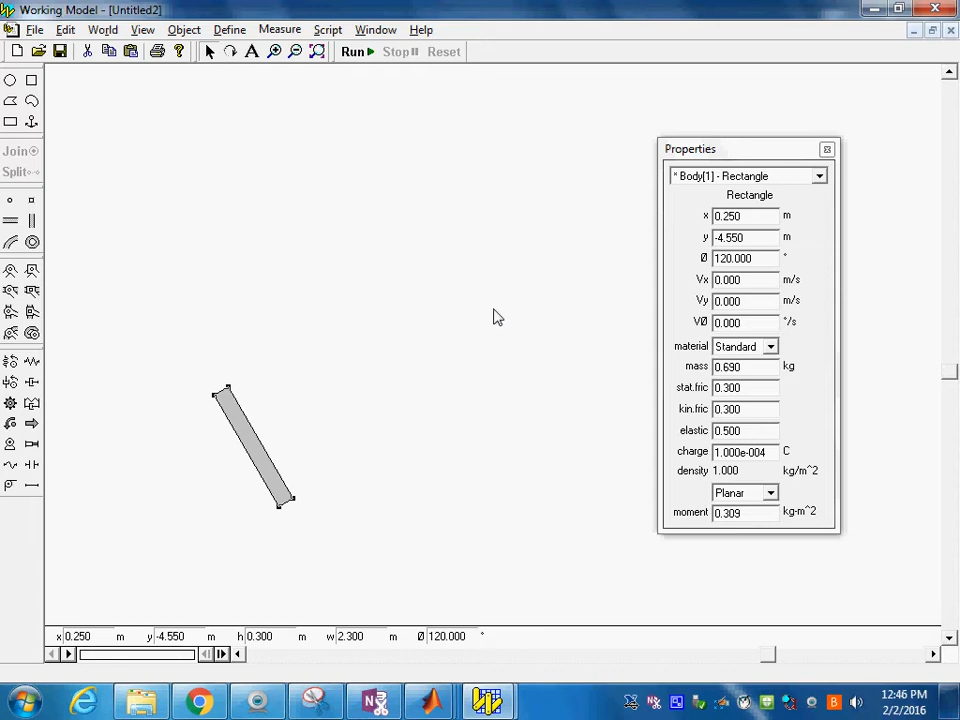 Working Model - [Untitled2]
File Edit World View Object Define Measure Script Window Help
Run Stop Reset
Join
Split
Properties
* Body[1] - Rectangle
Rectangle
x 0.250 m
y -4.550 m
Ø 120.000 °
Vx 0.000 m/s
Vy 0.000 m/s
VØ 0.000 °/s
material Standard
mass 0.690 kg
stat.fric 0.300
kin.fric 0.300
elastic 0.500
charge 1.000e-004 C
density 1.000 kg/m^2
Planar
moment 0.309 kg-m^2
x 0.250 m y -4.550 m h 0.300 m w 2.300 m Ø 120.000 °
12:46 PM
2/2/2016